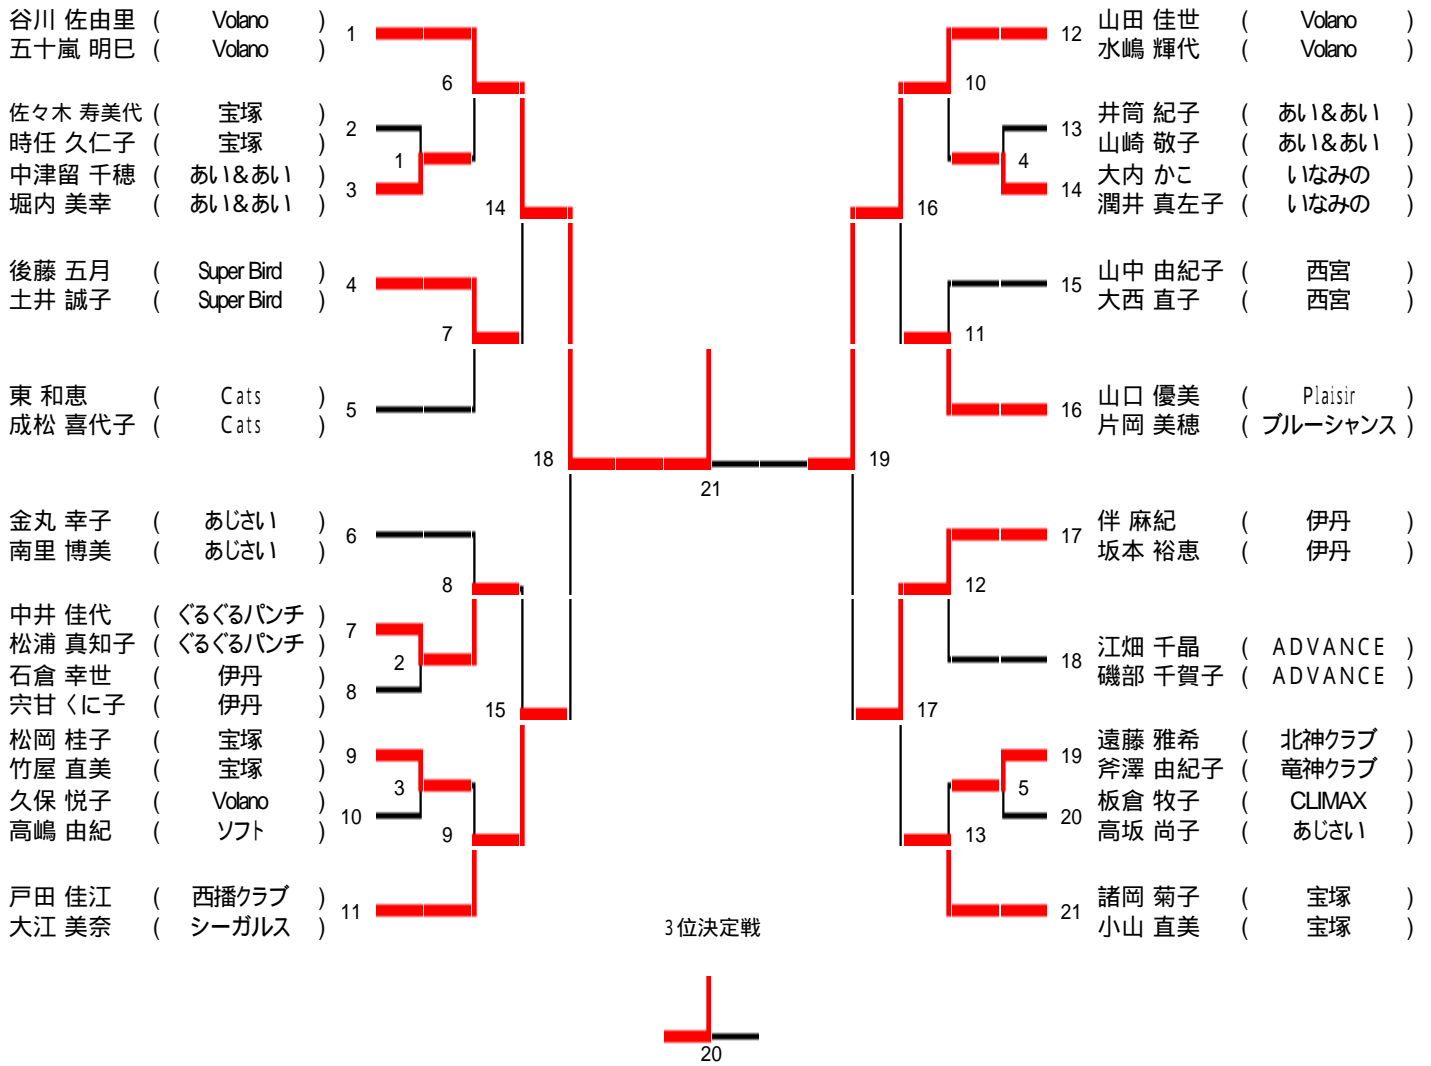 谷川 佐由里 ( Volano )
五十嵐 明巳 ( Volano )
1
佐々木 寿美代 ( 宝塚 )
時任 久仁子 ( 宝塚 )
2
中津留 千穂 ( あい&あい )
堀内 美幸 ( あい&あい )
3
後藤 五月 ( Super Bird )
土井 誠子 ( Super Bird )
4
東 和恵 ( Cats )
成松 喜代子 ( Cats )
5
金丸 幸子 ( あじさい )
南里 博美 ( あじさい )
6
中井 佳代 ( ぐるぐるパンチ )
松浦 真知子 ( ぐるぐるパンチ )
7
石倉 幸世 ( 伊丹 )
宍甘 くに子 ( 伊丹 )
8
松岡 桂子 ( 宝塚 )
竹屋 直美 ( 宝塚 )
9
久保 悦子 ( Volano )
高嶋 由紀 ( ソフト )
10
戸田 佳江 ( 西播クラブ )
大江 美奈 ( シーガルス )
11
6
1
14
7
18
8
2
15
3
9
21
3位決定戦
20
10
4
16
11
19
12
17
5
13
12
山田 佳世 ( Volano )
水嶋 輝代 ( Volano )
13
井筒 紀子 ( あい&あい )
山崎 敬子 ( あい&あい )
14
大内 かこ ( いなみの )
潤井 真左子 ( いなみの )
15
山中 由紀子 ( 西宮 )
大西 直子 ( 西宮 )
16
山口 優美 ( Plaisir )
片岡 美穂 ( ブルーシャンス )
17
伴 麻紀 ( 伊丹 )
坂本 裕恵 ( 伊丹 )
18
江畑 千晶 ( ADVANCE )
磯部 千賀子 ( ADVANCE )
19
遠藤 雅希 ( 北神クラブ )
斧澤 由紀子 ( 竜神クラブ )
20
板倉 牧子 ( CLIMAX )
高坂 尚子 ( あじさい )
21
諸岡 菊子 ( 宝塚 )
小山 直美 ( 宝塚 )